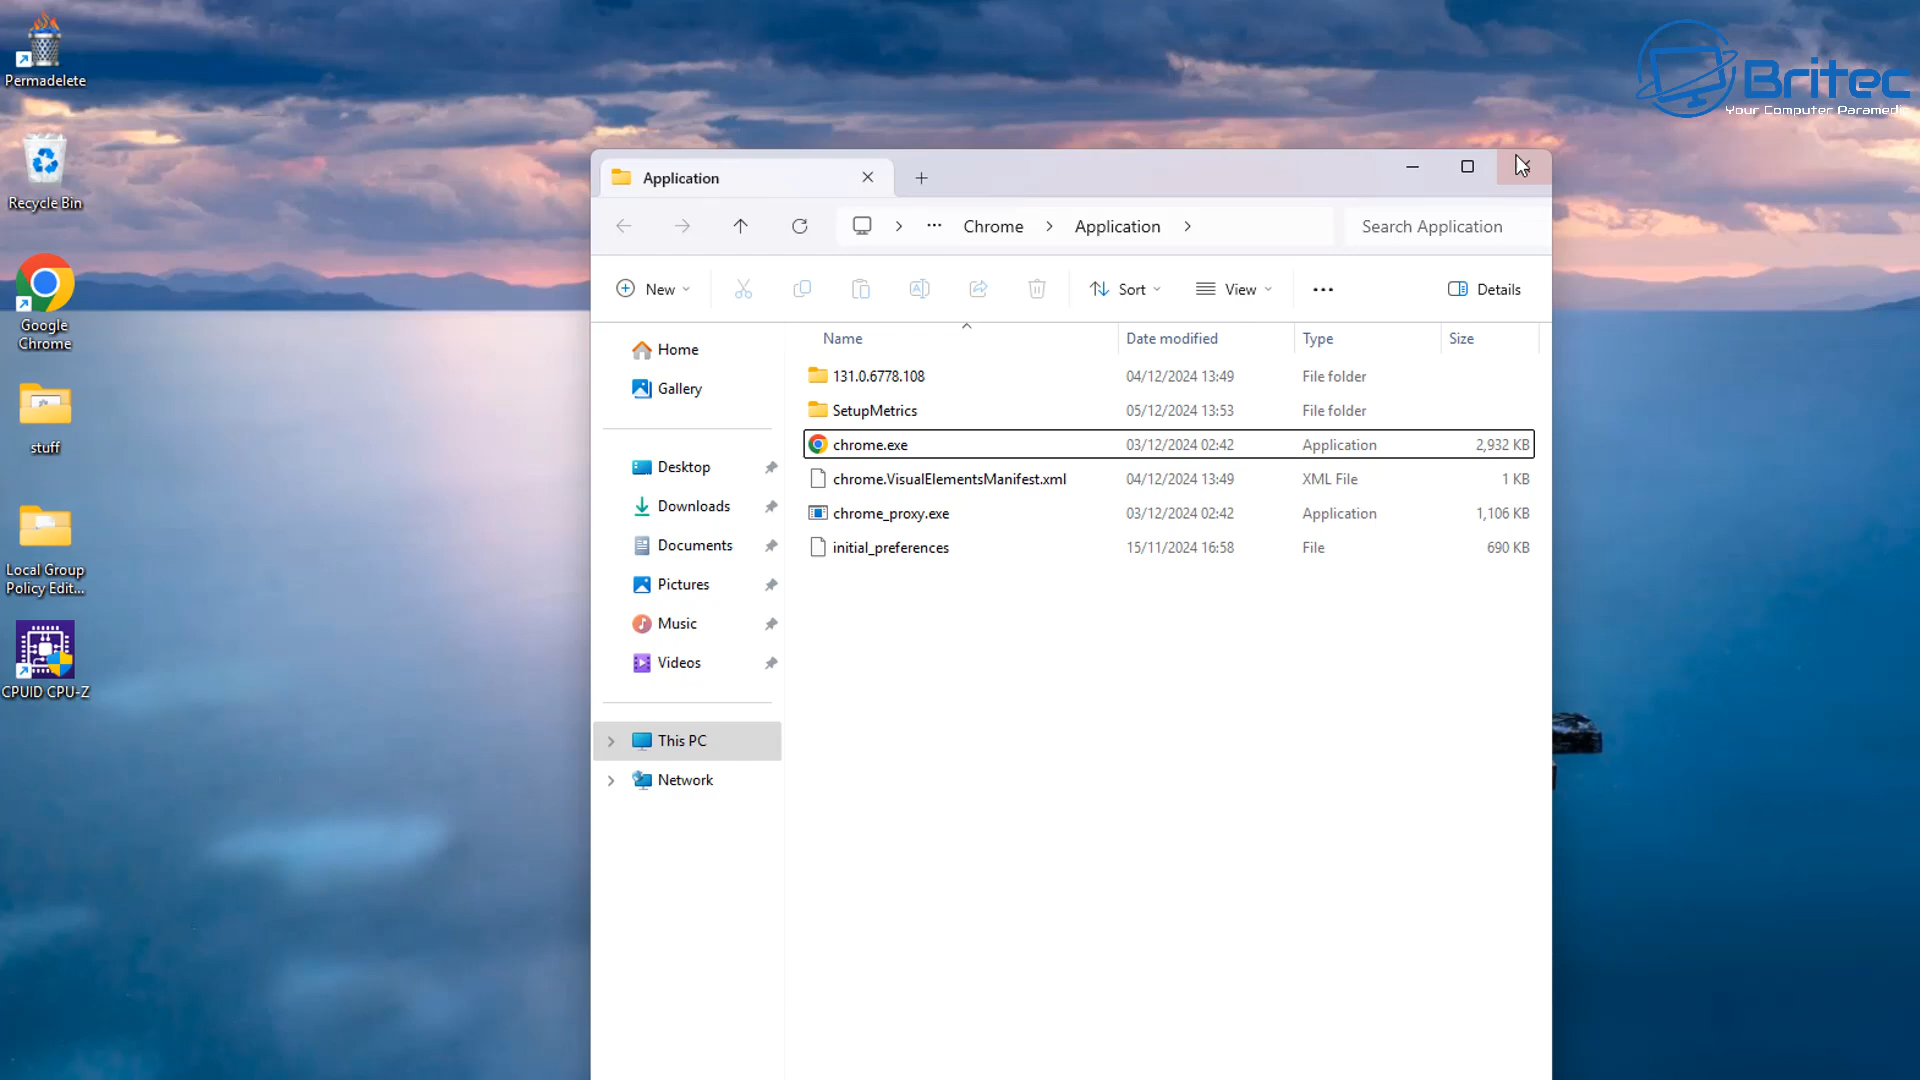 Permadelete
Recycle Bin
Google
Chrome
stuff
Local Group
Policy Edit...
CPUID CPU-Z
Britec
Your Computer Paramedic
Application
Chrome
Application
Search Application
New
Sort
View
Details
Name Date modified Type Size
131.0.6778.108 04/12/2024 13:49 File folder
SetupMetrics 05/12/2024 13:53 File folder
chrome.exe 03/12/2024 02:42 Application 2,932 KB
chrome.VisualElementsManifest.xml 04/12/2024 13:49 XML File 1 KB
chrome_proxy.exe 03/12/2024 02:42 Application 1,106 KB
initial_preferences 15/11/2024 16:58 File 690 KB
Home
Gallery
Desktop
Downloads
Documents
Pictures
Music
Videos
This PC
Network